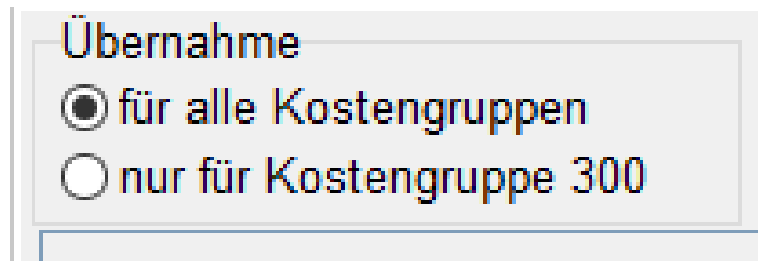 Übernahme
für alle Kostengruppen
nur für Kostengruppe 300